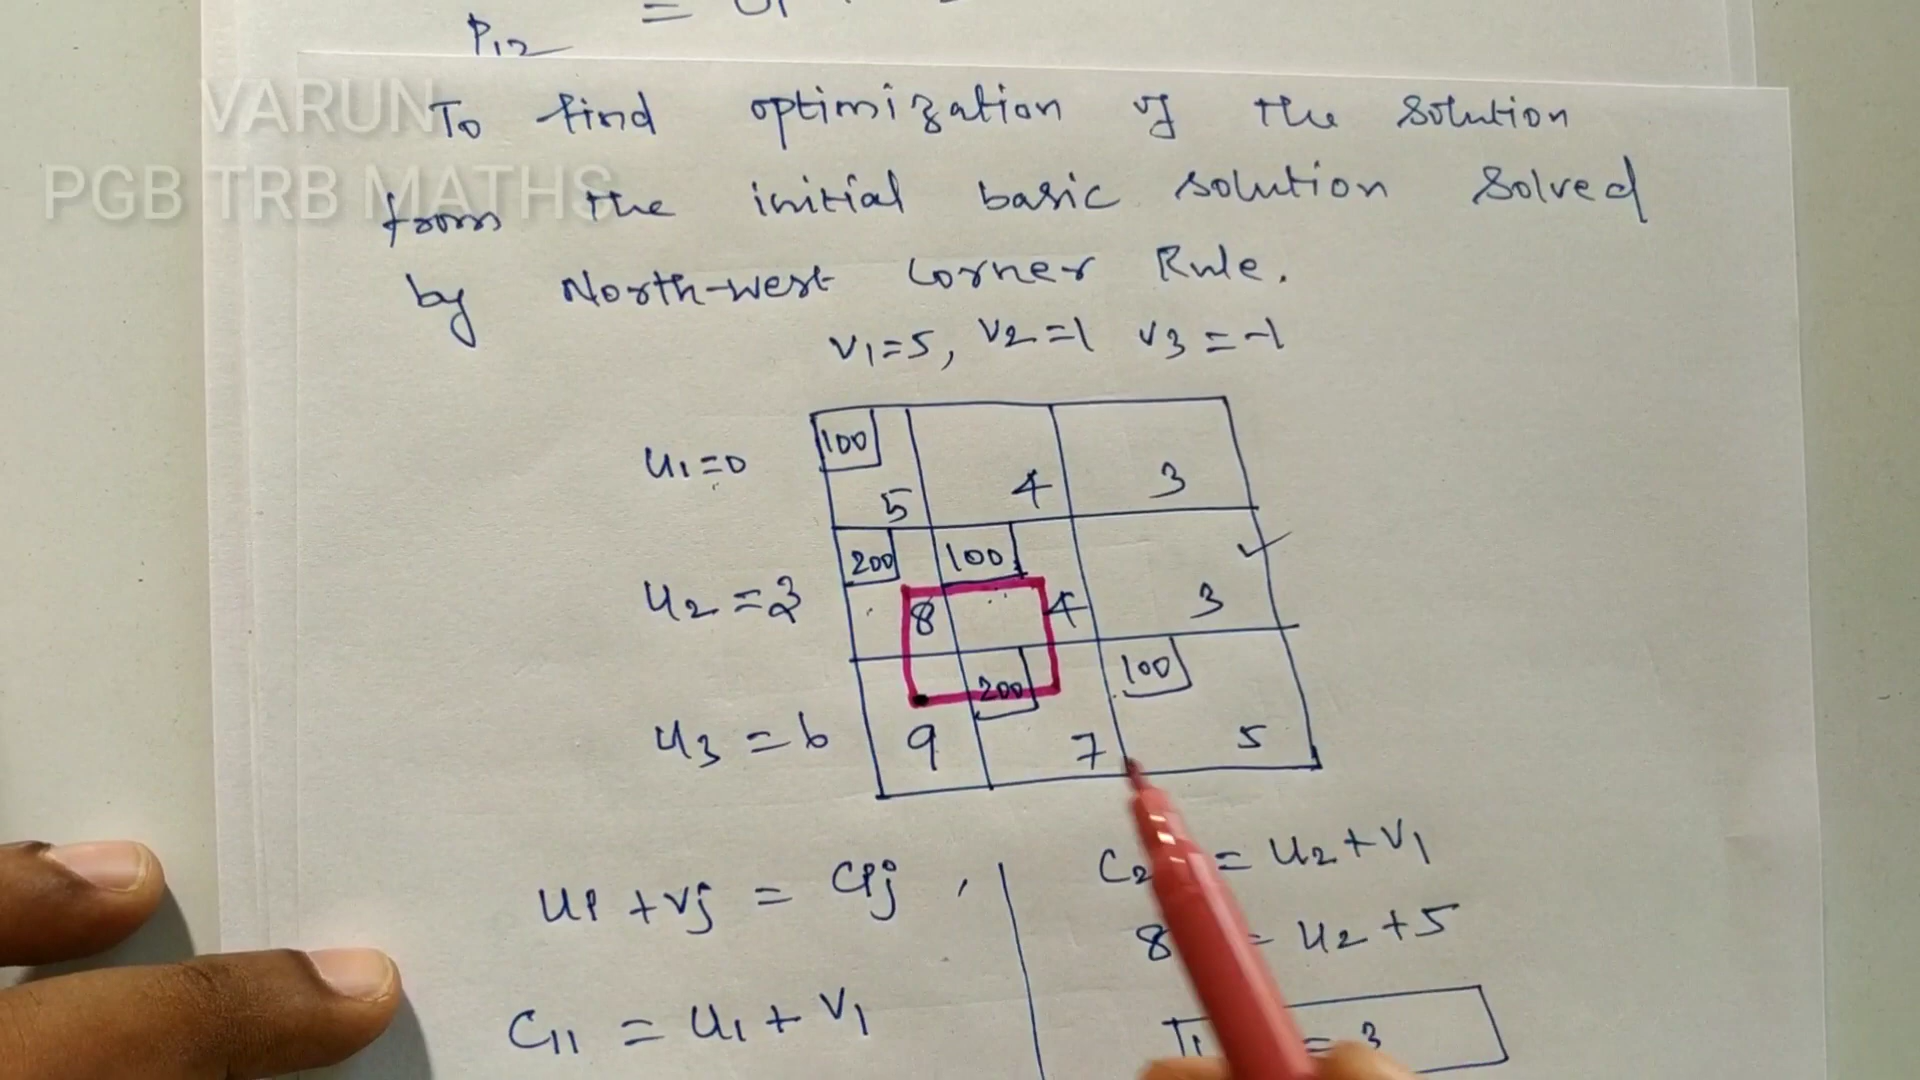 P12 =
VARUN
PGB TRB MATHS
To find optimization of the solution
from the initial basic solution solved
by North-west Corner Rule.
v1=5, v2=1 v3=-1
u1=0 100 5 4 3
u2=3 200 8 100 4 3
u3=6 9 200 7 100 5
ui+vj = cij, C2 = u2+v1
8 = u2+5
C11 = u1+v1 = 3